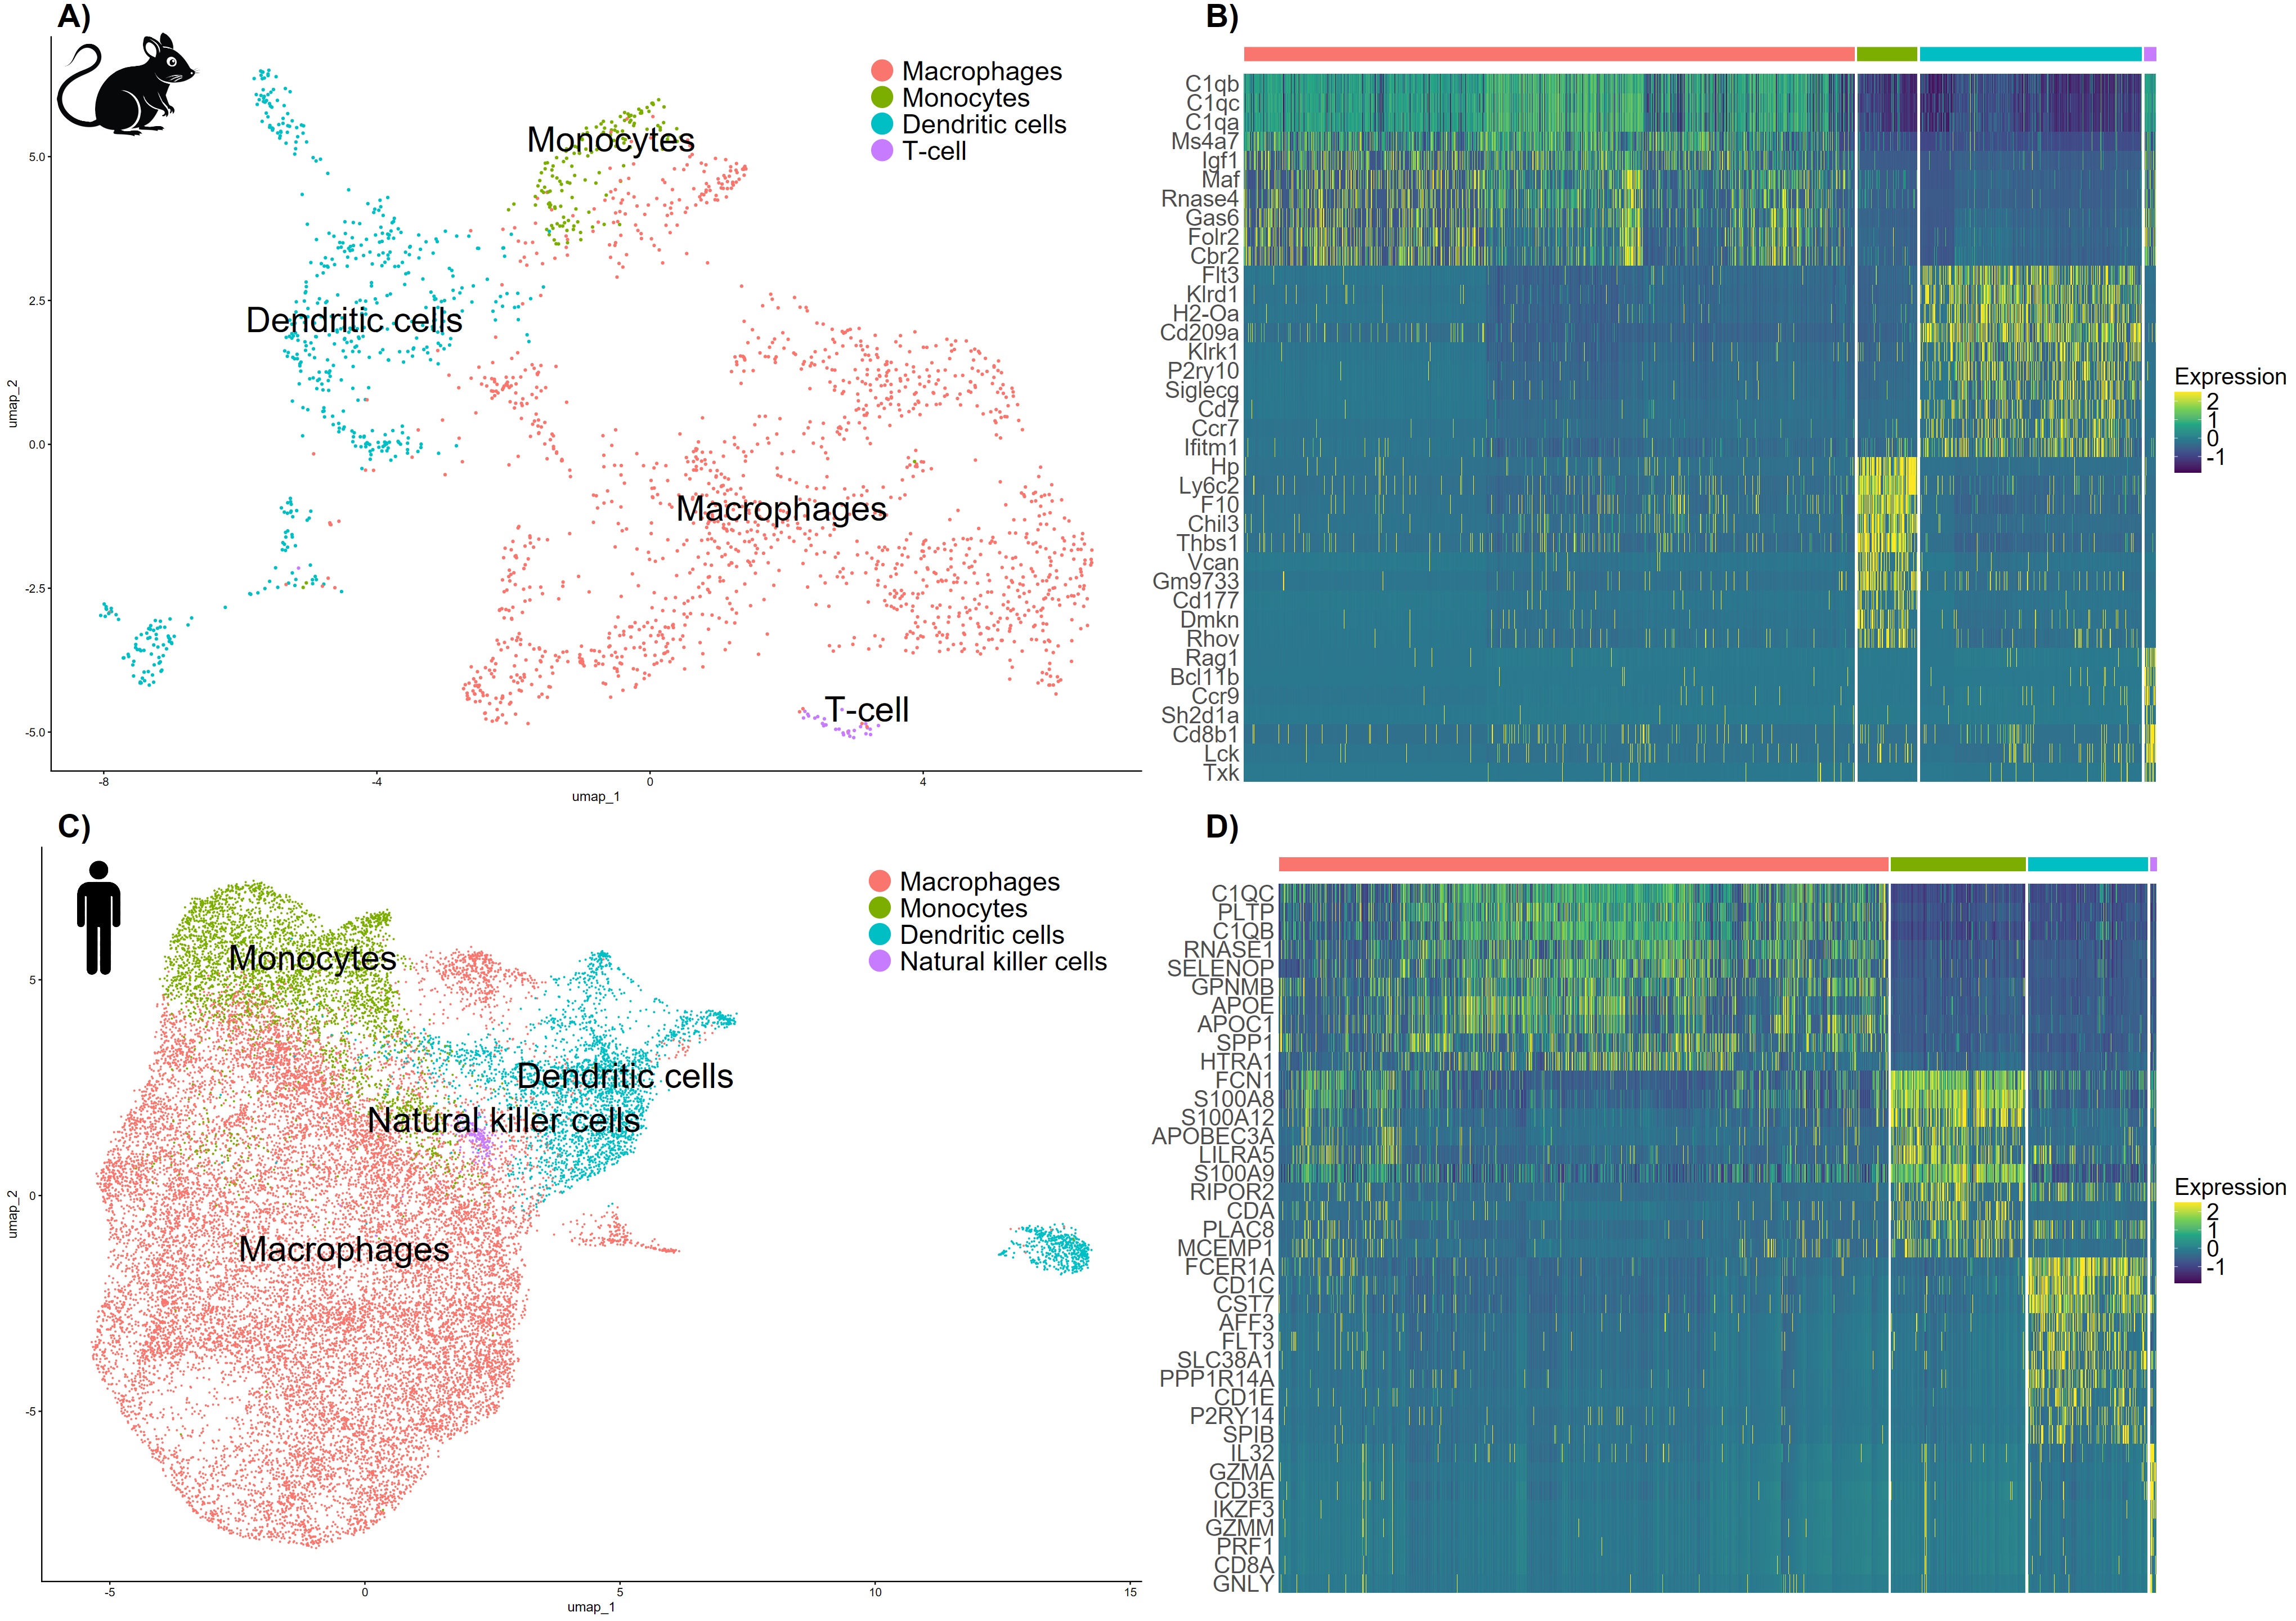 A)
Macrophages
Monocytes
Dendritic cells
T-cell
Monocytes
Dendritic cells
Macrophages
T-cell
5.0
2.5
0.0
-2.5
-5.0
umap_2
-8
-4
0
4
umap_1
B)
C1qb
C1qc
C1qa
Ms4a7
Igf1
Maf
Rnase4
Gas6
Folr2
Cbr2
Flt3
Klrd1
H2-Oa
Cd209a
Klrk1
P2ry10
Siglecg
Cd7
Ccr7
Ifitm1
Hp
Ly6c2
F10
Chil3
Thbs1
Vcan
Gm9733
Cd177
Dmkn
Rhov
Rag1
Bcl11b
Ccr9
Sh2d1a
Cd8b1
Lck
Txk
Expression
2
1
0
-1
C)
Macrophages
Monocytes
Dendritic cells
Natural killer cells
Monocytes
Dendritic cells
Natural killer cells
Macrophages
5
0
-5
umap_2
-5
0
5
10
15
umap_1
D)
C1QC
PLTP
C1QB
RNASE1
SELENOP
GPNMB
APOE
APOC1
SPP1
HTRA1
FCN1
S100A8
S100A12
APOBEC3A
LILRA5
S100A9
RIPOR2
CDA
PLAC8
MCEMP1
FCER1A
CD1C
CST7
AFF3
FLT3
SLC38A1
PPP1R14A
CD1E
P2RY14
SPIB
IL32
GZMA
CD3E
IKZF3
GZMM
PRF1
CD8A
GNLY
Expression
2
1
0
-1